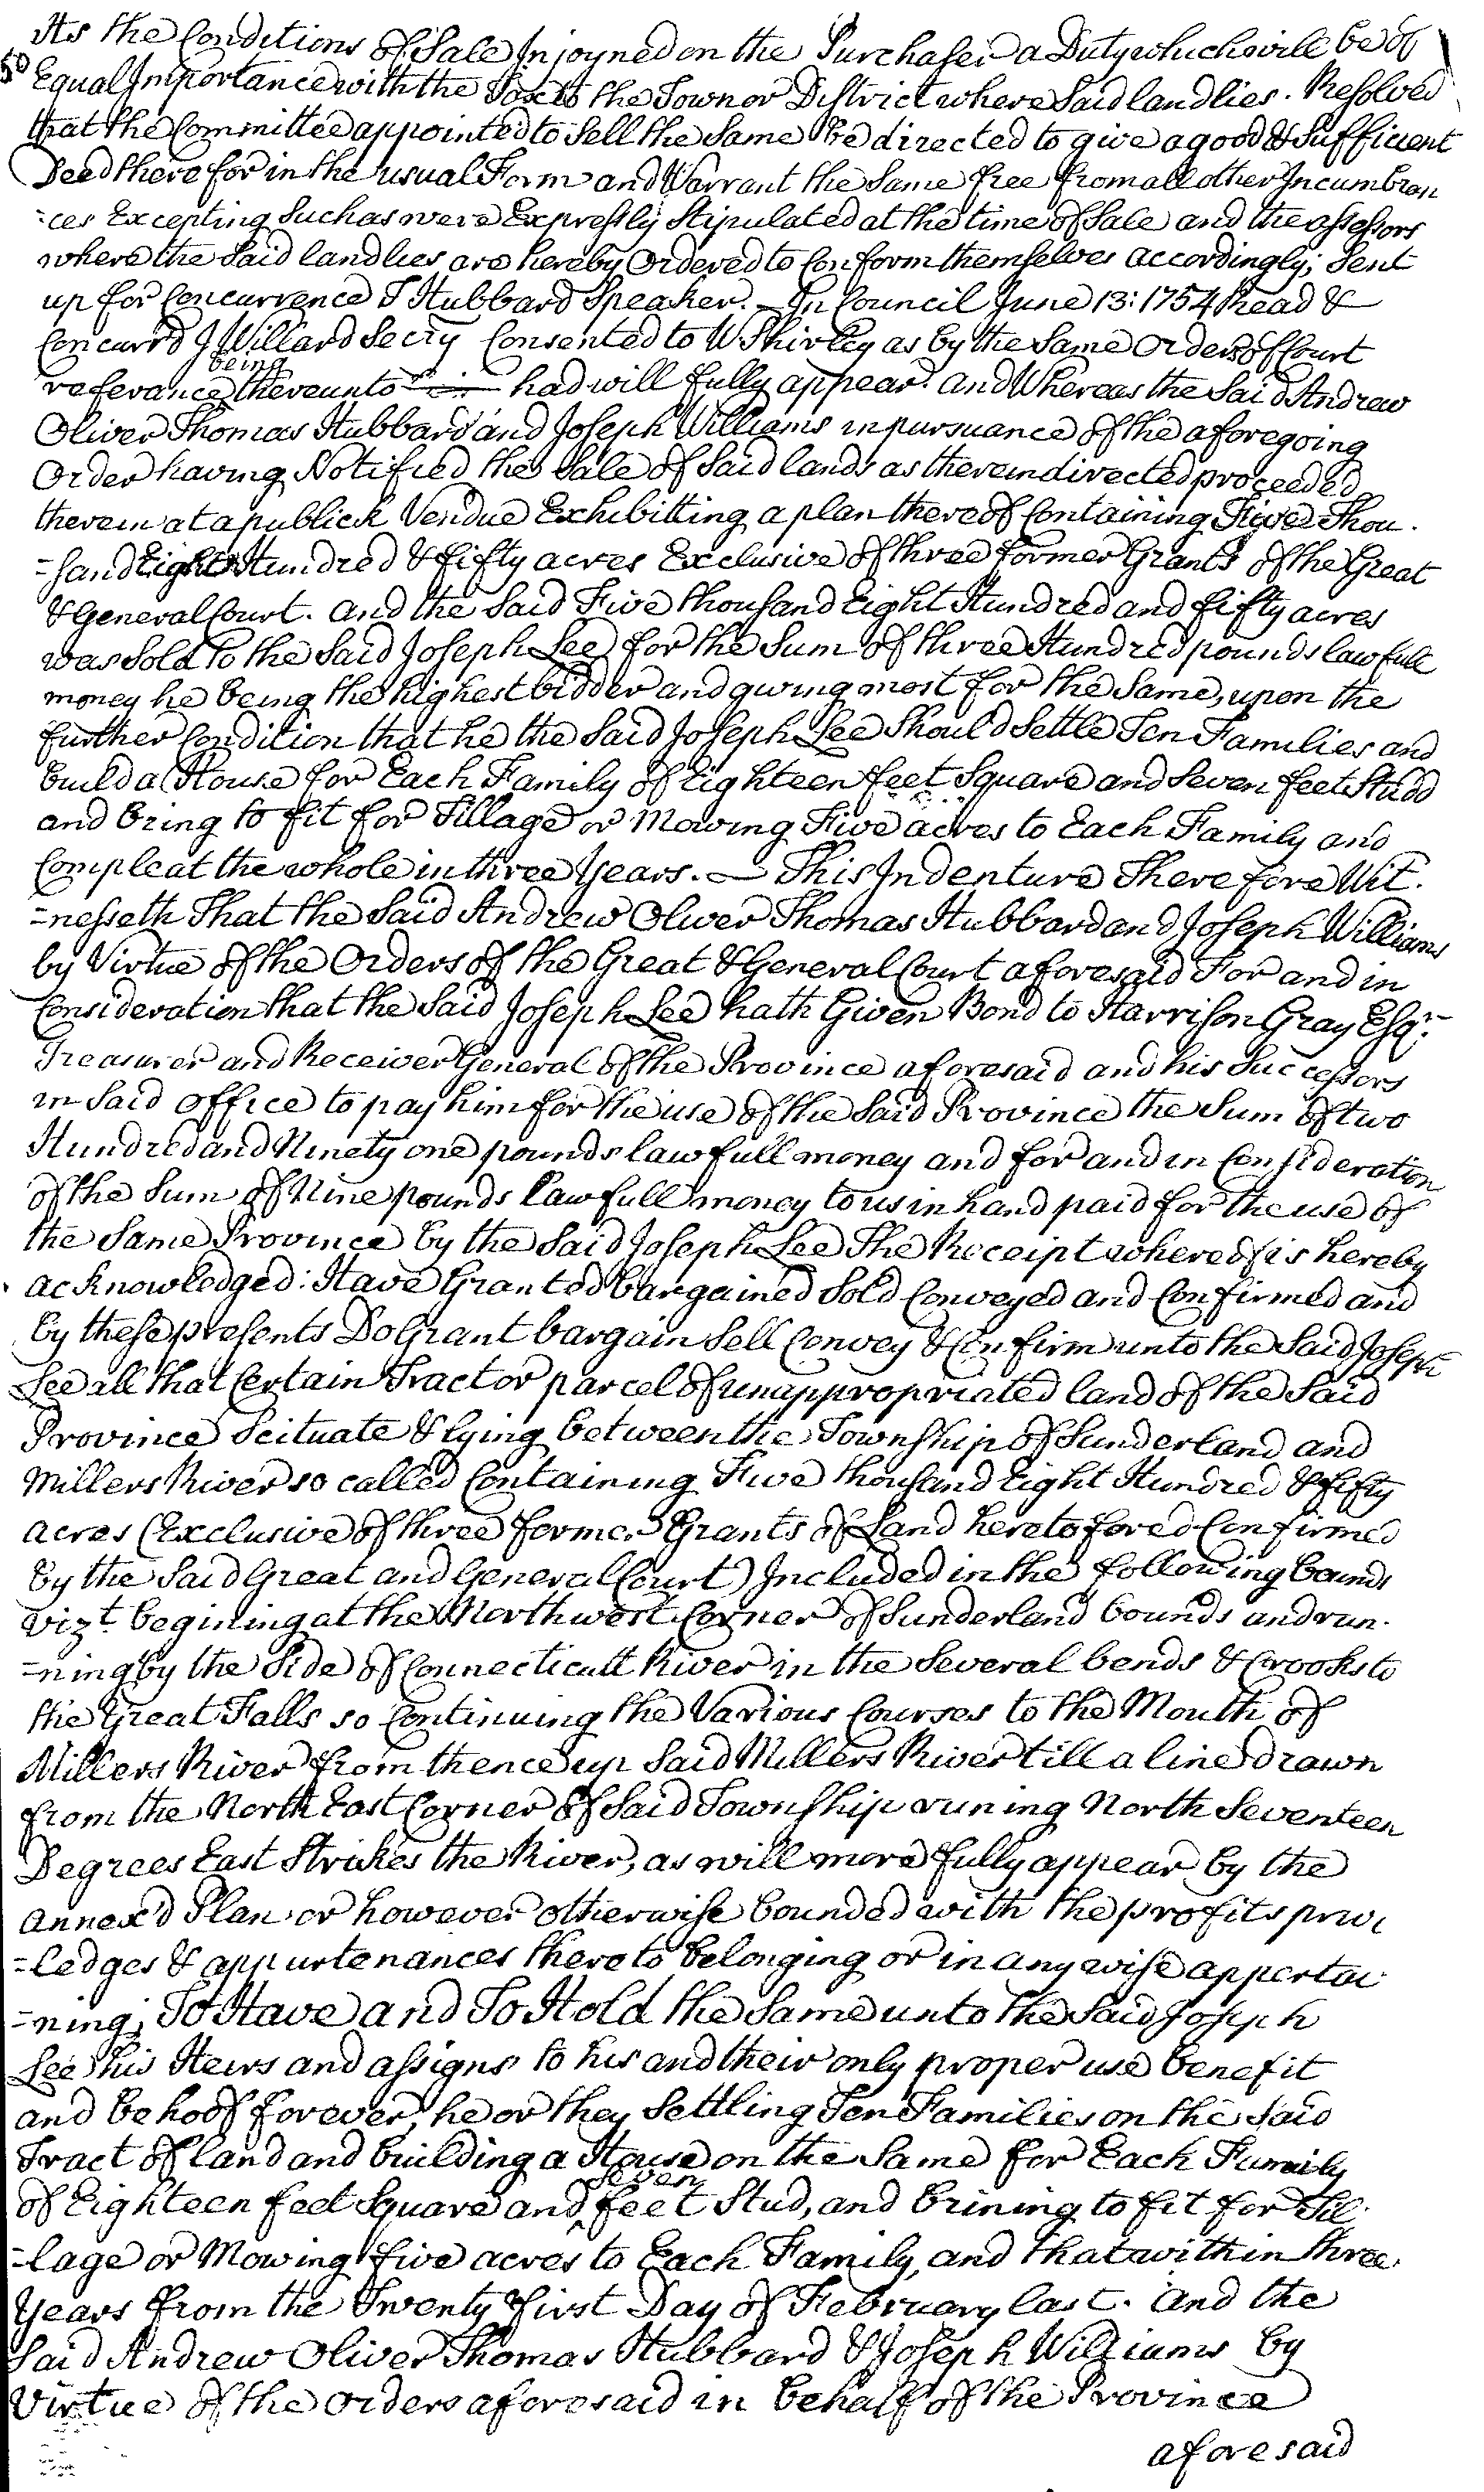 50
As the Conditions of Sale Injoyned on the Purchaser a Duty which will be of
Equal Importance with the Tax to the Town or District where Said land lies. Resolved
that the Committee appointed to Sell the Same be directed to give a good & Sufficient
Deed there for in the usual Form and Warrant the Same free from all other Incumbran
=ces Excepting Such as were Expressly Stipulated at the time of Sale and the assessors
where the Said land lies are hereby Ordered to Conform themselves accordingly; Sent
up for Concurrence T Hubbard Speaker. — In Council June 13: 1754 Read &
Concurrd J Willard Secry Consented to W Shirley as by the Same Orders of Court
being
referance thereunto had will fully appear. and Whereas the Said Andrew
Oliver Thomas Hubbard and Joseph Williams in pursuance of the aforegoing
Order having Notified the Sale of Said lands as therein directed proceeded
therein at a publick Vendue Exhibitting a plan thereof Containing Five Thou.
=sand Eight Hundred & fifty acres Exclusive of three former Grants of the Great
& General Court. and the Said Five thousand Eight Hundred and fifty acres
was Sold to the Said Joseph Lee for the Sum of three Hundred pounds lawfull
money he being the highest bidder and giving most for the Same, upon the
further Condition that he the Said Joseph Lee Should Settle Ten Families and
build a House for Each Family of Eighteen feet Square and Seven feet Studd
and bring to fit for Tillage or Mowing Five acres to Each Family and
Compleat the whole in three Years. — This Indenture Therefore Wit.
=nesseth That the Said Andrew Oliver Thomas Hubbard and Joseph Williams
by Virtue of the Orders of the Great & General Court aforesaid For and in
Consideration that the Said Joseph Lee hath Given Bond to Harrison Gray Esqr.
Treasurer and Receiver General of the Province aforesaid and his Successors
in Said office to pay him for the use of the Said Province the Sum of two
Hundred and Ninety one pounds lawfull money and for and in Consideration
of the Sum of Nine pounds Lawfull money to us in hand paid for the use of
the Same Province by the Said Joseph Lee The Receipt whereof is hereby
acknowledged: Have Granted bargained Sold Conveyed and Confirmed and
by these presents Do Grant bargain Sell Convey & Confirm unto the Said Joseph
Lee all that Certain Tract or parcel of unappropriated land of the Said
Province Scituate & lying between the Township of Sunderland and
Millers River so called Containing Five thousand Eight Hundred & fifty
acres (Exclusive of three former Grants of Land heretofored Confirmed
by the Said Great and General Court) Included in the following bounds
vizt. begining at the Northwest Corner of Sunderland bounds and run.
=ning by the Side of Connecticutt River in the Several bends & Crooks to
the Great Falls so Continuing the Various Courses to the Mouth of
Millers River from thence up Said Millers River till a line drawn
from the North East Corner of Said Township runing North Seventeen
Degrees East Strikes the River, as will more fully appear by the
annex'd Plan or however otherwise bounded with the profits privi
=ledges & appurtenances thereto belonging or in any wise appertai
=ning; To Have and To Hold the Same unto the Said Joseph
Lee his Heirs and assigns to his and their only proper use benefit
and behoof forever, he or they Settling Ten Families on the Said
Tract of land and building a House on the Same for Each Family
seven
of Eighteen feet Square and feet Stud, and brining to fit for Til
=lage or Mowing five acres to Each Family, and that within three
Years from the Twenty first Day of February last. and the
Said Andrew Oliver Thomas Hubbard & Joseph Williams by
Virtue of the orders aforesaid in behalf of the Province
aforesaid